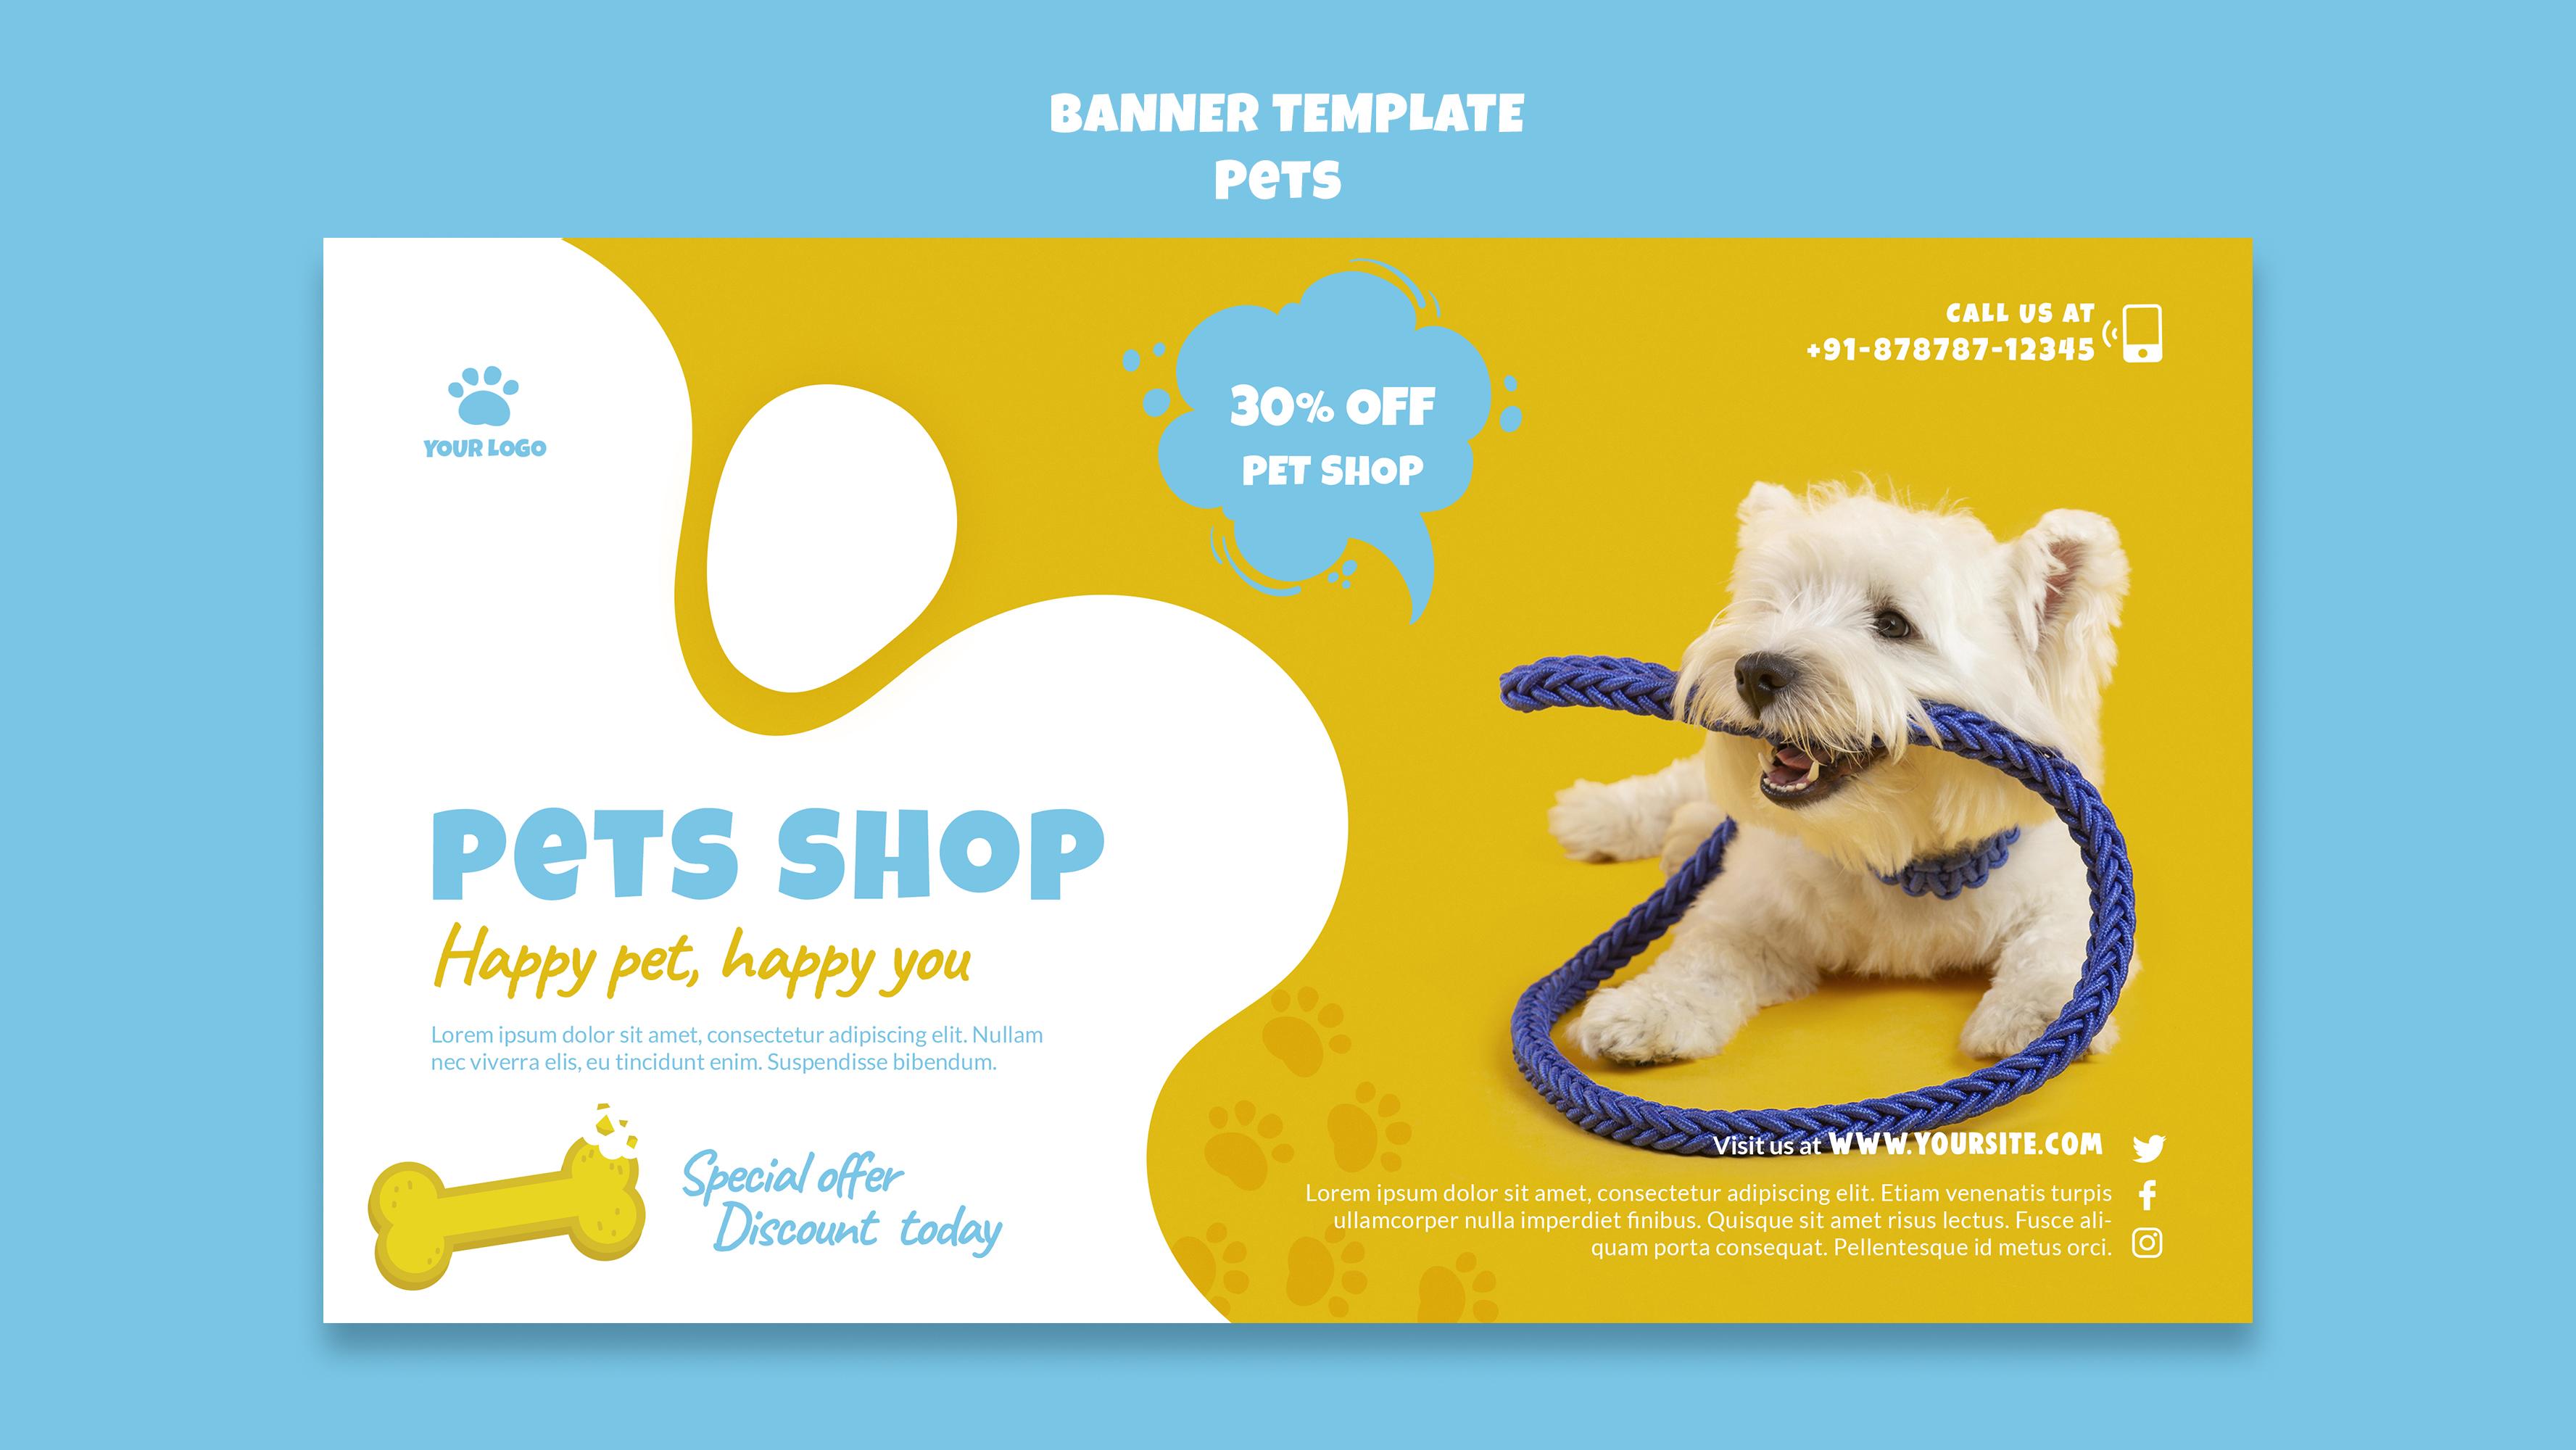 BANNER TEMPLATE
PeTS
YOUR LOGO
30% OFF
PET SHOP
CALL US AT
+91-878787-12345
PeTS SHOP
Happy pet, happy you
Lorem ipsum dolor sit amet, consectetur adipiscing elit. Nullam
nec viverra elis, eu tincidunt enim. Suspendisse bibendum.
Special offer
Discount today
Visit us at WWW.YOURSITE.COM
Lorem ipsum dolor sit amet, consectetur adipiscing elit. Etiam venenatis turpis
ullamcorper nulla imperdiet finibus. Quisque sit amet risus lectus. Fusce ali-
quam porta consequat. Pellentesque id metus orci.